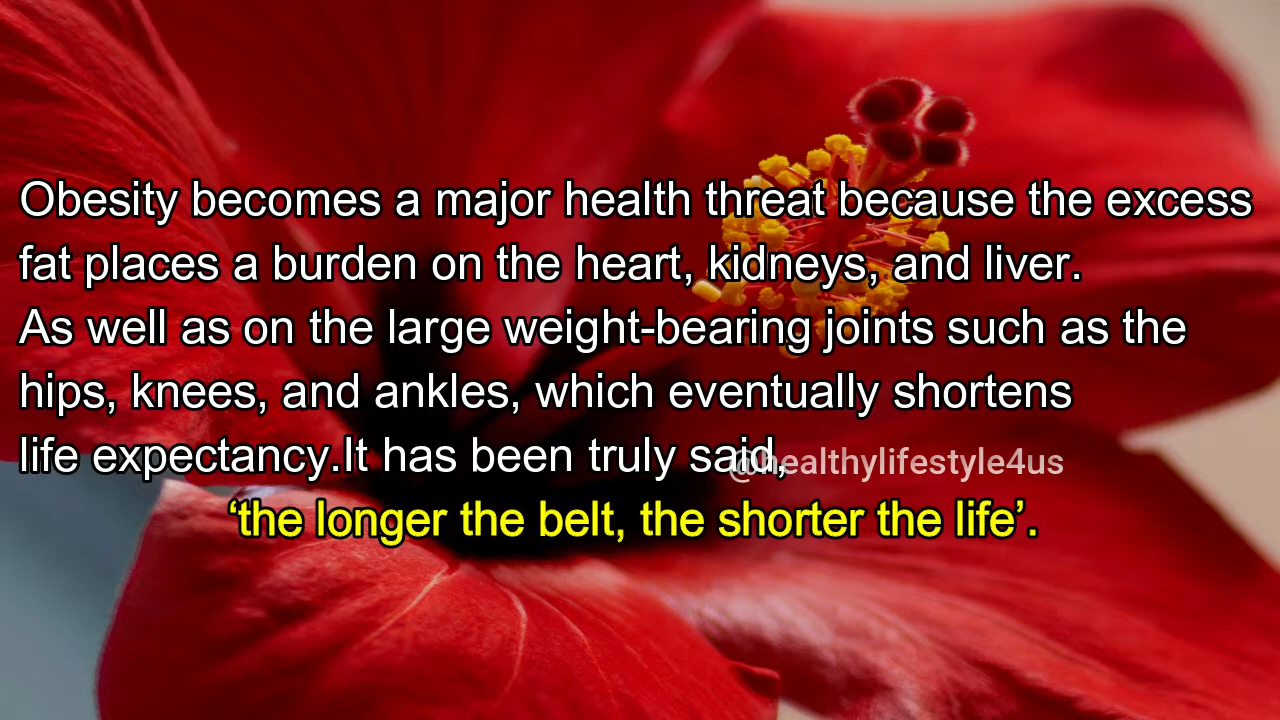 Obesity becomes a major health threat because the excess
fat places a burden on the heart, kidneys, and liver.
As well as on the large weight-bearing joints such as the
hips, knees, and ankles, which eventually shortens
life expectancy.It has been truly said,
@healthylifestyle4us
‘the longer the belt, the shorter the life’.